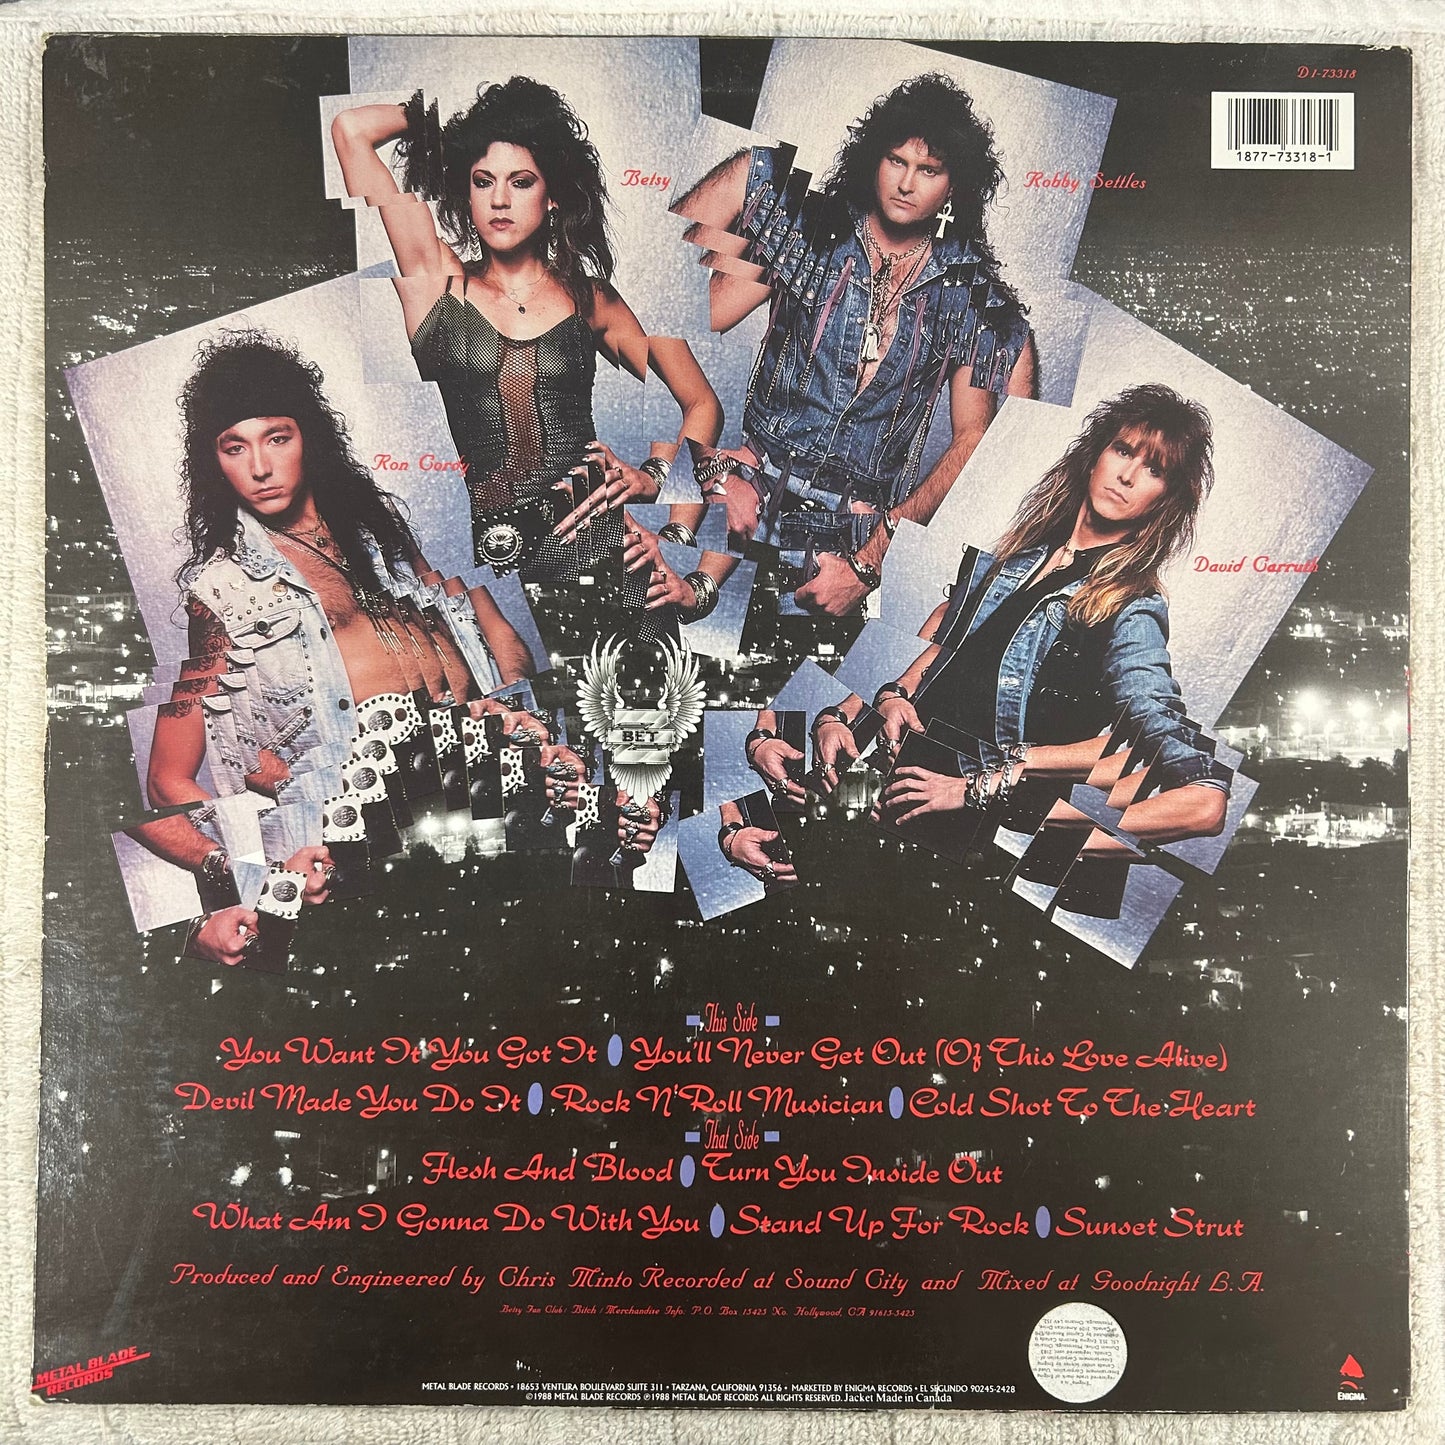 D1-73318
1877-73318-1
Betsy
Robby Settles
Ron Cordy
David Carruth
BET
This Side
You Want It You Got It You'll Never Get Out (Of This Love Alive)
Devil Made You Do It Rock N' Roll Musician Cold Shot To The Heart
That Side
Flesh And Blood Turn You Inside Out
What Am I Gonna Do With You Stand Up For Rock Sunset Strut
Produced and Engineered by Chris Minto Recorded at Sound City and Mixed at Goodnight L.A.
Betsy Fan Club / Bitch / Merchandise Info: P.O. Box 15425 No. Hollywood, CA 91615-5425
METAL BLADE
RECORDS
METAL BLADE RECORDS • 18653 VENTURA BOULEVARD SUITE 311 • TARZANA, CALIFORNIA 91356 • MARKETED BY ENIGMA RECORDS • EL SEGUNDO 90245-2428
©1988 METAL BLADE RECORDS ℗1988 METAL BLADE RECORDS ALL RIGHTS RESERVED. Jacket Made in Canada
ENIGMA